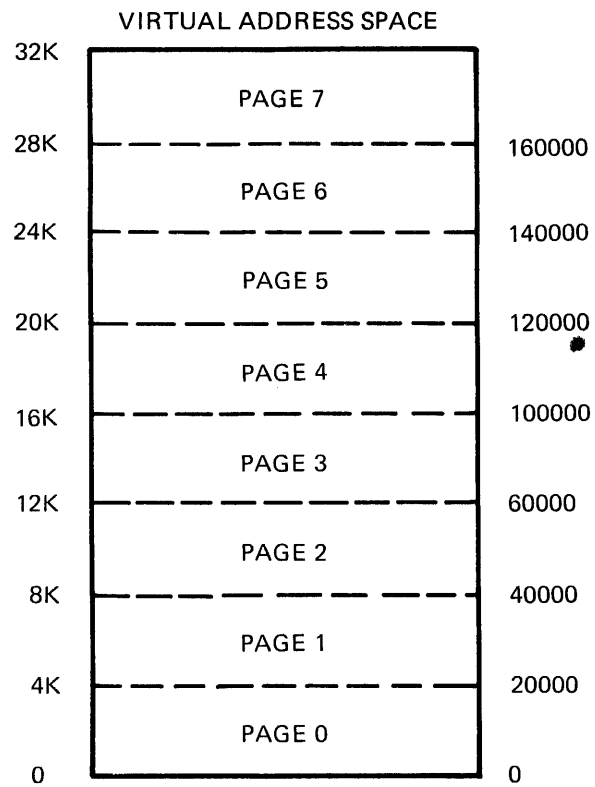 VIRTUAL ADDRESS SPACE
32K
PAGE 7
28K 160000
PAGE 6
24K 140000
PAGE 5
20K 120000
PAGE 4
16K 100000
PAGE 3
12K 60000
PAGE 2
8K 40000
PAGE 1
4K 20000
PAGE 0
0 0